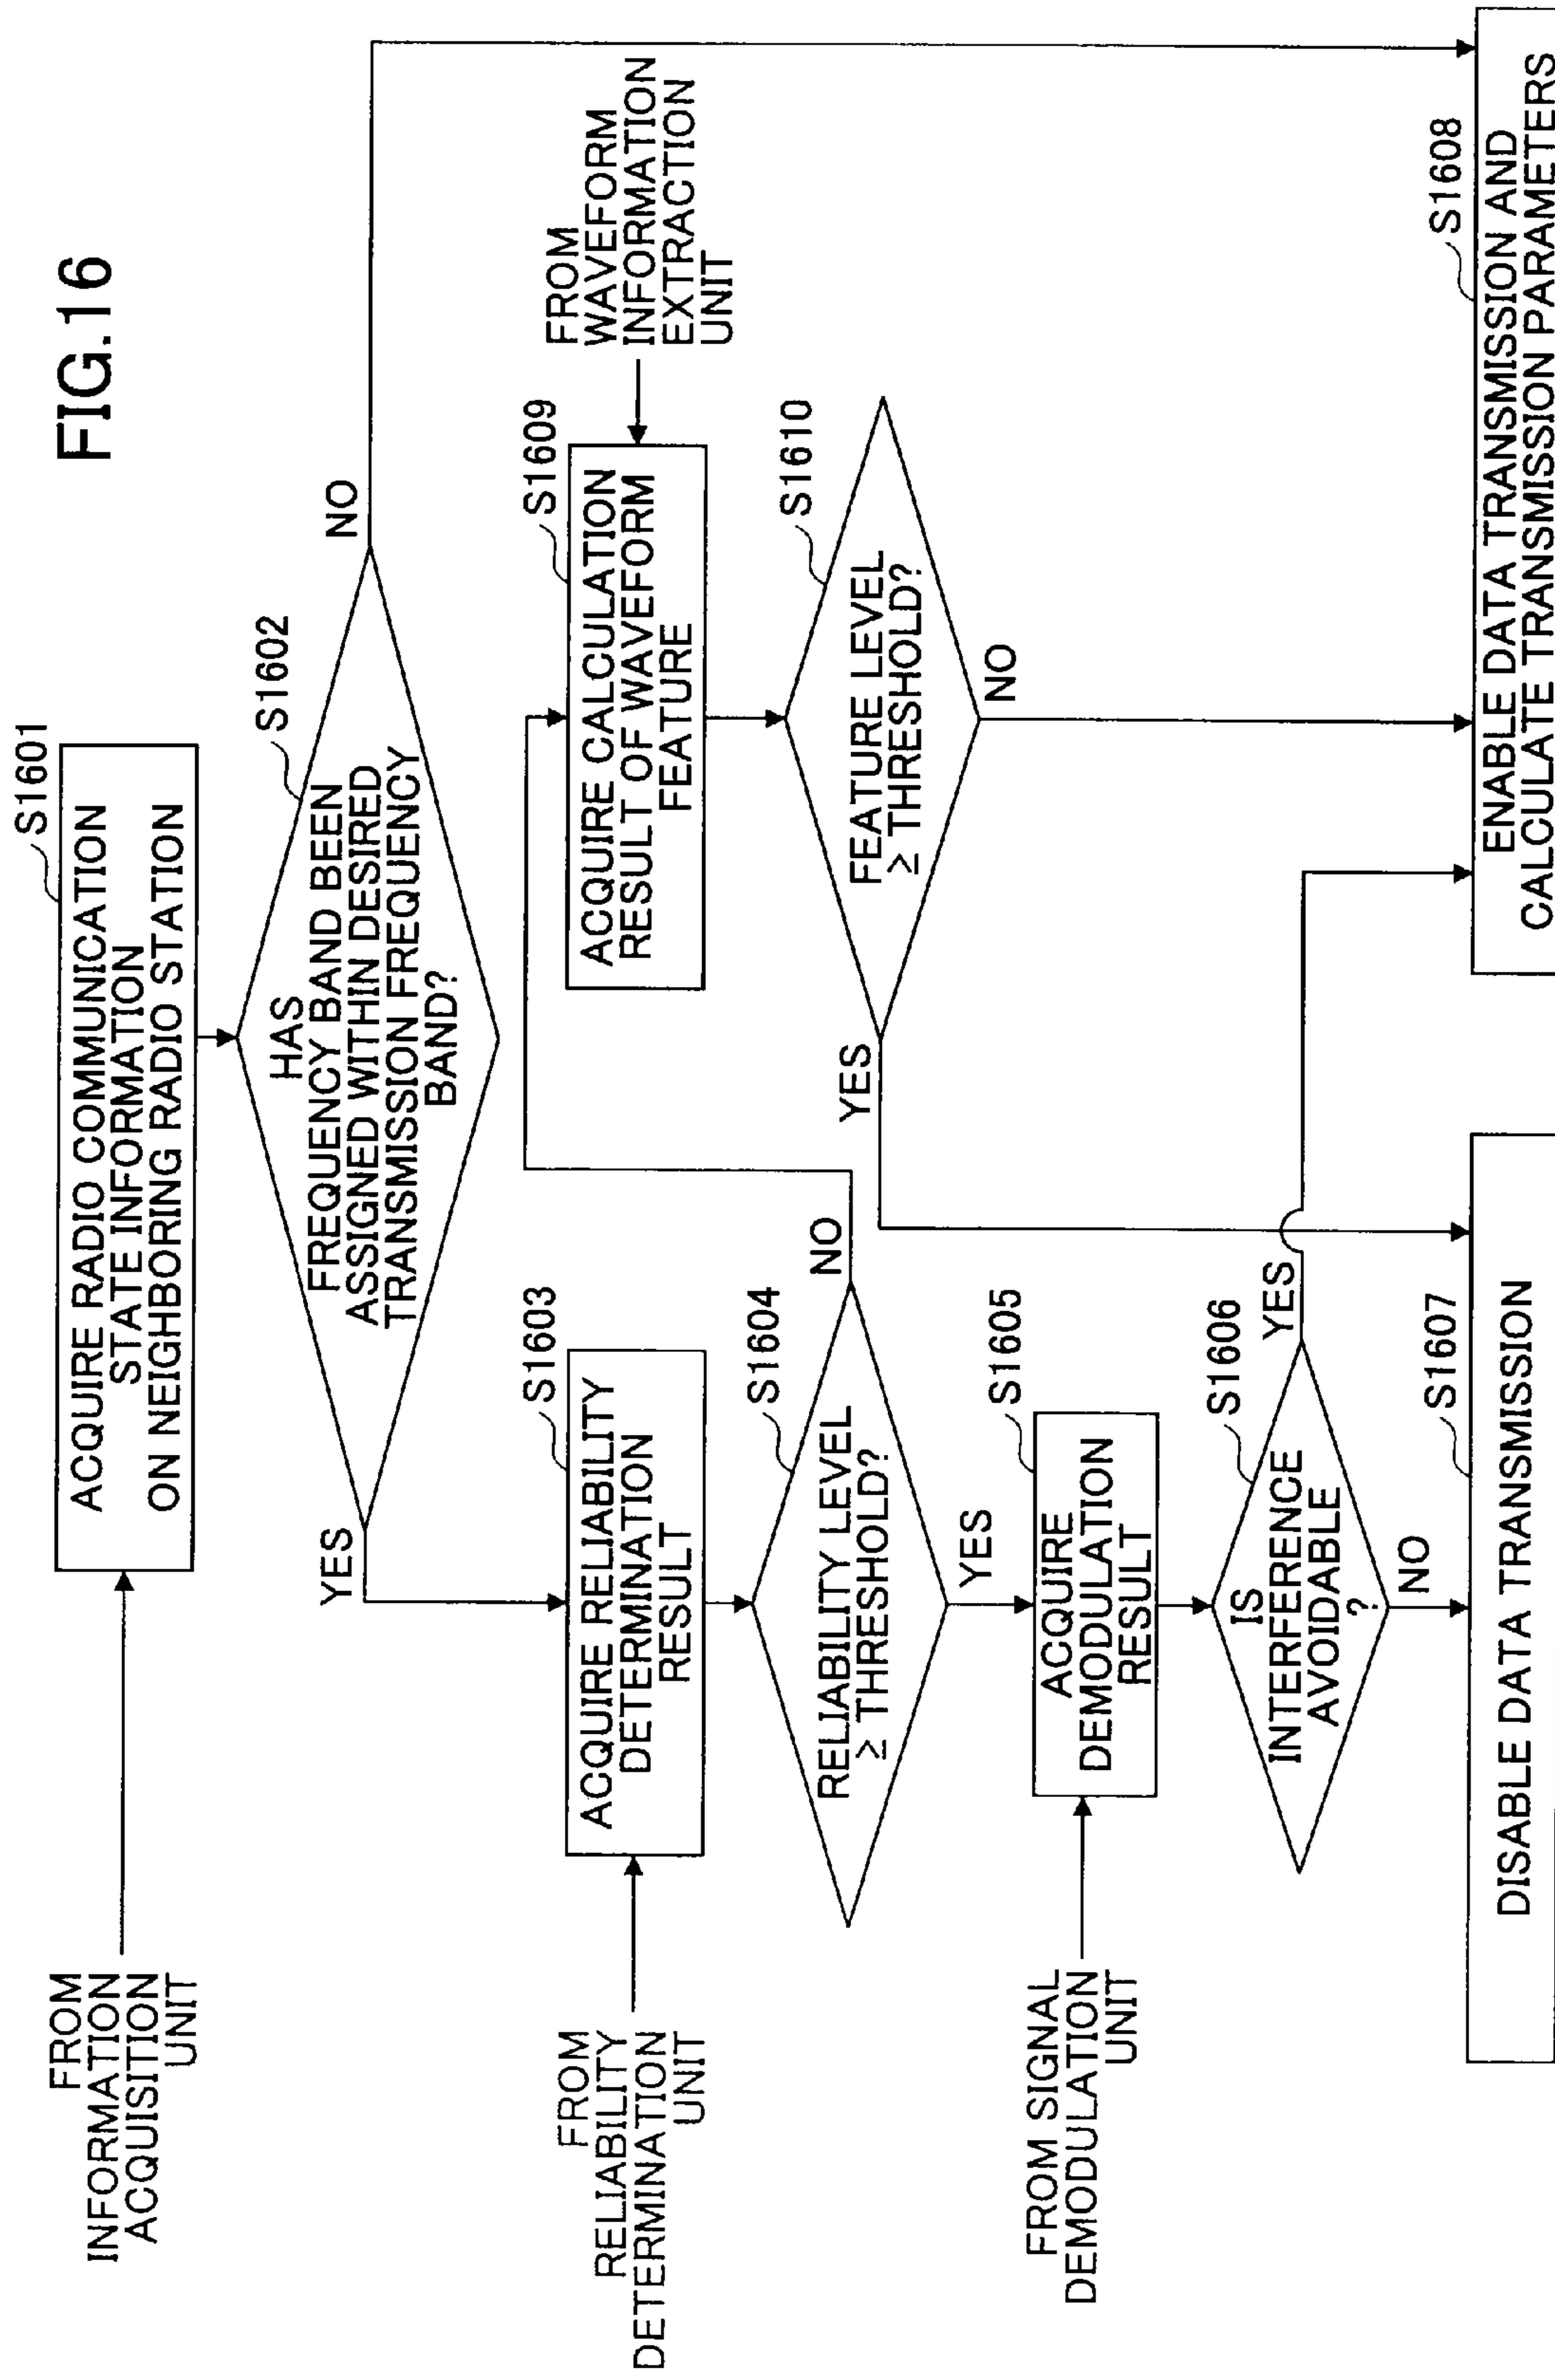 FIG.16
FROM
INFORMATION
ACQUISITION
UNIT
S1601
ACQUIRE RADIO COMMUNICATION
STATE INFORMATION
ON NEIGHBORING RADIO STATION
S1602
HAS
FREQUENCY BAND BEEN
ASSIGNED WITHIN DESIRED
TRANSMISSION FREQUENCY
BAND?
YES
NO
FROM
RELIABILITY
DETERMINATION
UNIT
S1603
ACQUIRE RELIABILITY
DETERMINATION
RESULT
S1609
ACQUIRE CALCULATION
RESULT OF WAVEFORM
FEATURE
FROM
WAVEFORM
INFORMATION
EXTRACTION
UNIT
S1604
RELIABILITY LEVEL
≥ THRESHOLD?
NO
YES
S1610
FEATURE LEVEL
≥ THRESHOLD?
YES
NO
FROM SIGNAL
DEMODULATION
UNIT
S1605
ACQUIRE
DEMODULATION
RESULT
S1606
IS
INTERFERENCE
AVOIDABLE
?
YES
NO
S1607
DISABLE DATA TRANSMISSION
S1608
ENABLE DATA TRANSMISSION AND
CALCULATE TRANSMISSION PARAMETERS